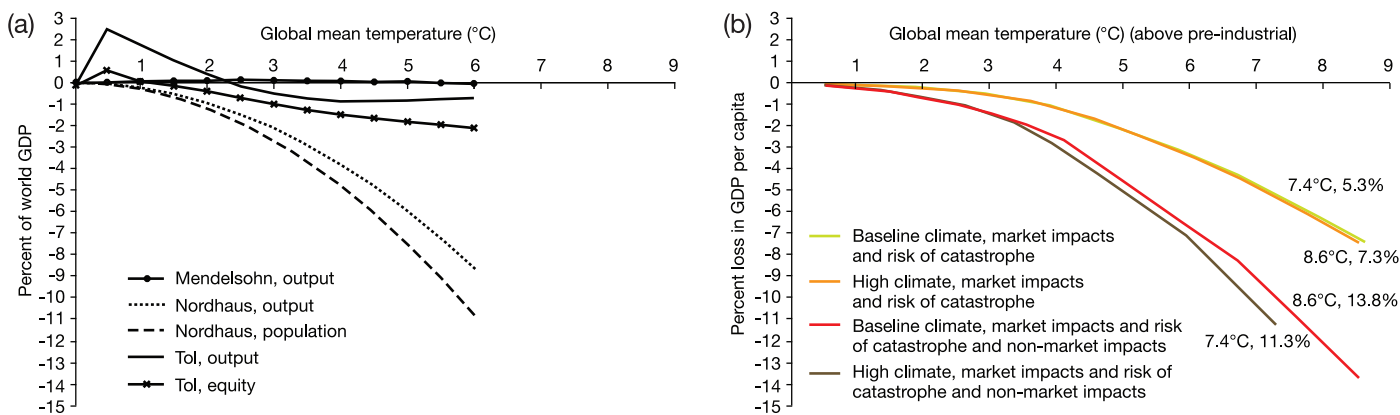 (a)
Global mean temperature (°C)
Percent of world GDP
3
2
1
0
-1
-2
-3
-4
-5
-6
-7
-8
-9
-10
-11
-12
-13
-14
-15
1 2 3 4 5 6 7 8 9
Mendelsohn, output
Nordhaus, output
Nordhaus, population
Tol, output
Tol, equity
(b)
Global mean temperature (°C) (above pre-industrial)
Percent loss in GDP per capita
3
2
1
0
-1
-2
-3
-4
-5
-6
-7
-8
-9
-10
-11
-12
-13
-14
-15
1 2 3 4 5 6 7 8 9
7.4°C, 5.3%
8.6°C, 7.3%
8.6°C, 13.8%
7.4°C, 11.3%
Baseline climate, market impacts
and risk of catastrophe
High climate, market impacts
and risk of catastrophe
Baseline climate, market impacts and risk
of catastrophe and non-market impacts
High climate, market impacts and risk of
catastrophe and non-market impacts